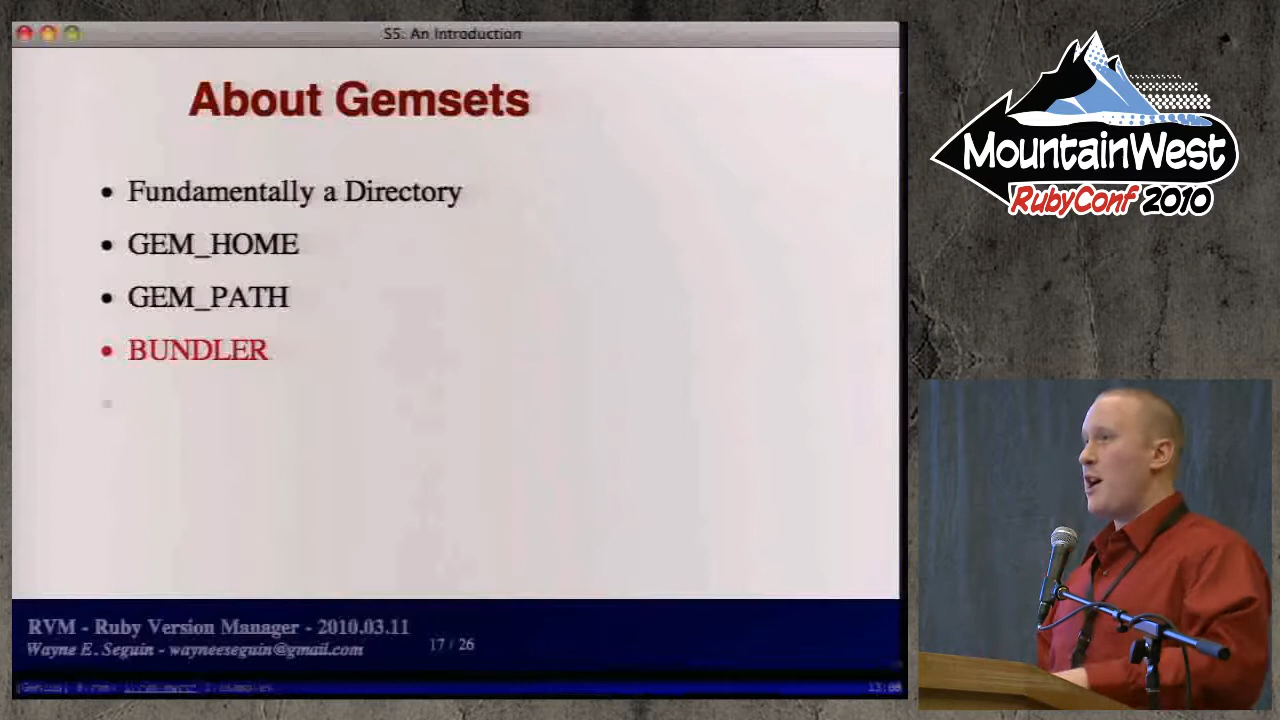 S5: An Introduction
About Gemsets
• Fundamentally a Directory
• GEM_HOME
• GEM_PATH
• BUNDLER
RVM - Ruby Version Manager - 2010.03.11
Wayne E. Seguin - wayneeseguin@gmail.com
17 / 26
MountainWest
RubyConf 2010